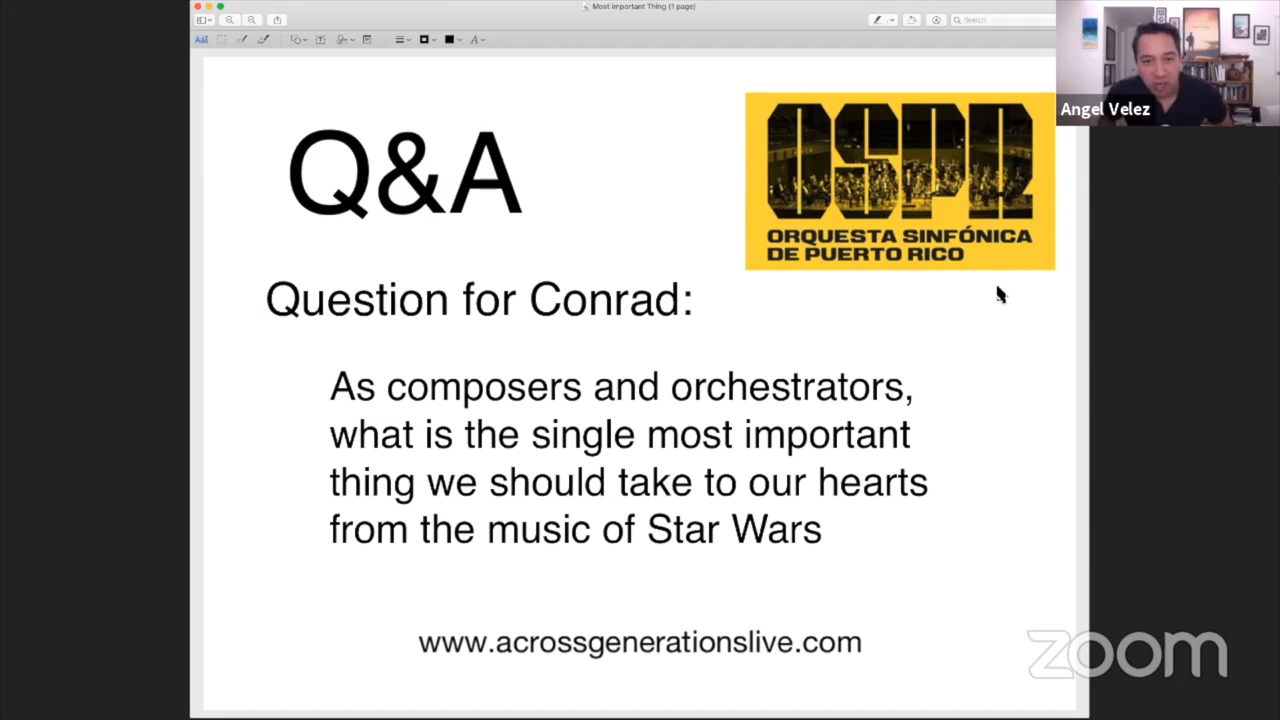 Most important Thing (1 page)
Search
Angel Velez
Q&A
OSPR
ORQUESTA SINFÓNICA
DE PUERTO RICO
Question for Conrad:
As composers and orchestrators,
what is the single most important
thing we should take to our hearts
from the music of Star Wars
www.acrossgenerationslive.com
zoom